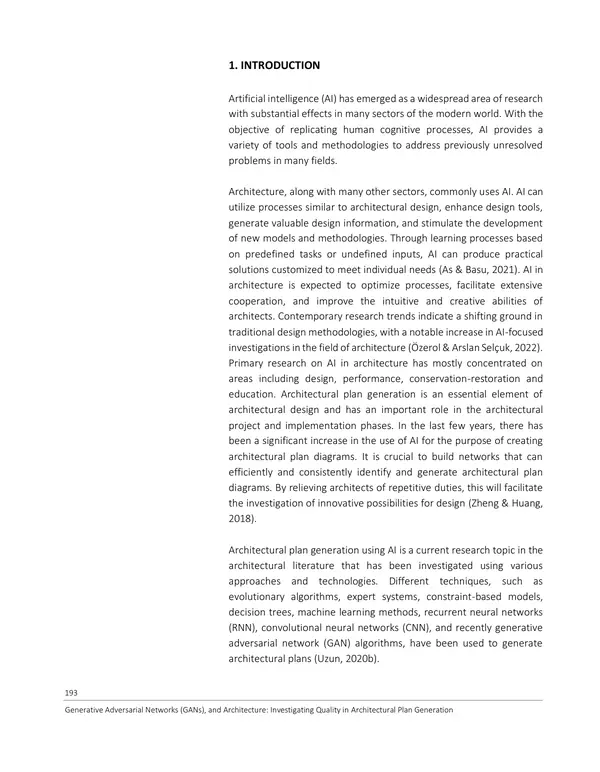 1. INTRODUCTION
Artificial intelligence (AI) has emerged as a widespread area of research
with substantial effects in many sectors of the modern world. With the
objective of replicating human cognitive processes, AI provides a
variety of tools and methodologies to address previously unresolved
problems in many fields.
Architecture, along with many other sectors, commonly uses AI. AI can
utilize processes similar to architectural design, enhance design tools,
generate valuable design information, and stimulate the development
of new models and methodologies. Through learning processes based
on predefined tasks or undefined inputs, AI can produce practical
solutions customized to meet individual needs (As & Basu, 2021). AI in
architecture is expected to optimize processes, facilitate extensive
cooperation, and improve the intuitive and creative abilities of
architects. Contemporary research trends indicate a shifting ground in
traditional design methodologies, with a notable increase in AI-focused
investigations in the field of architecture (Özerol & Arslan Selçuk, 2022).
Primary research on AI in architecture has mostly concentrated on
areas including design, performance, conservation-restoration and
education. Architectural plan generation is an essential element of
architectural design and has an important role in the architectural
project and implementation phases. In the last few years, there has
been a significant increase in the use of AI for the purpose of creating
architectural plan diagrams. It is crucial to build networks that can
efficiently and consistently identify and generate architectural plan
diagrams. By relieving architects of repetitive duties, this will facilitate
the investigation of innovative possibilities for design (Zheng & Huang,
2018).
Architectural plan generation using AI is a current research topic in the
architectural literature that has been investigated using various
approaches and technologies. Different techniques, such as
evolutionary algorithms, expert systems, constraint-based models,
decision trees, machine learning methods, recurrent neural networks
(RNN), convolutional neural networks (CNN), and recently generative
adversarial network (GAN) algorithms, have been used to generate
architectural plans (Uzun, 2020b).
193
Generative Adversarial Networks (GANs), and Architecture: Investigating Quality in Architectural Plan Generation